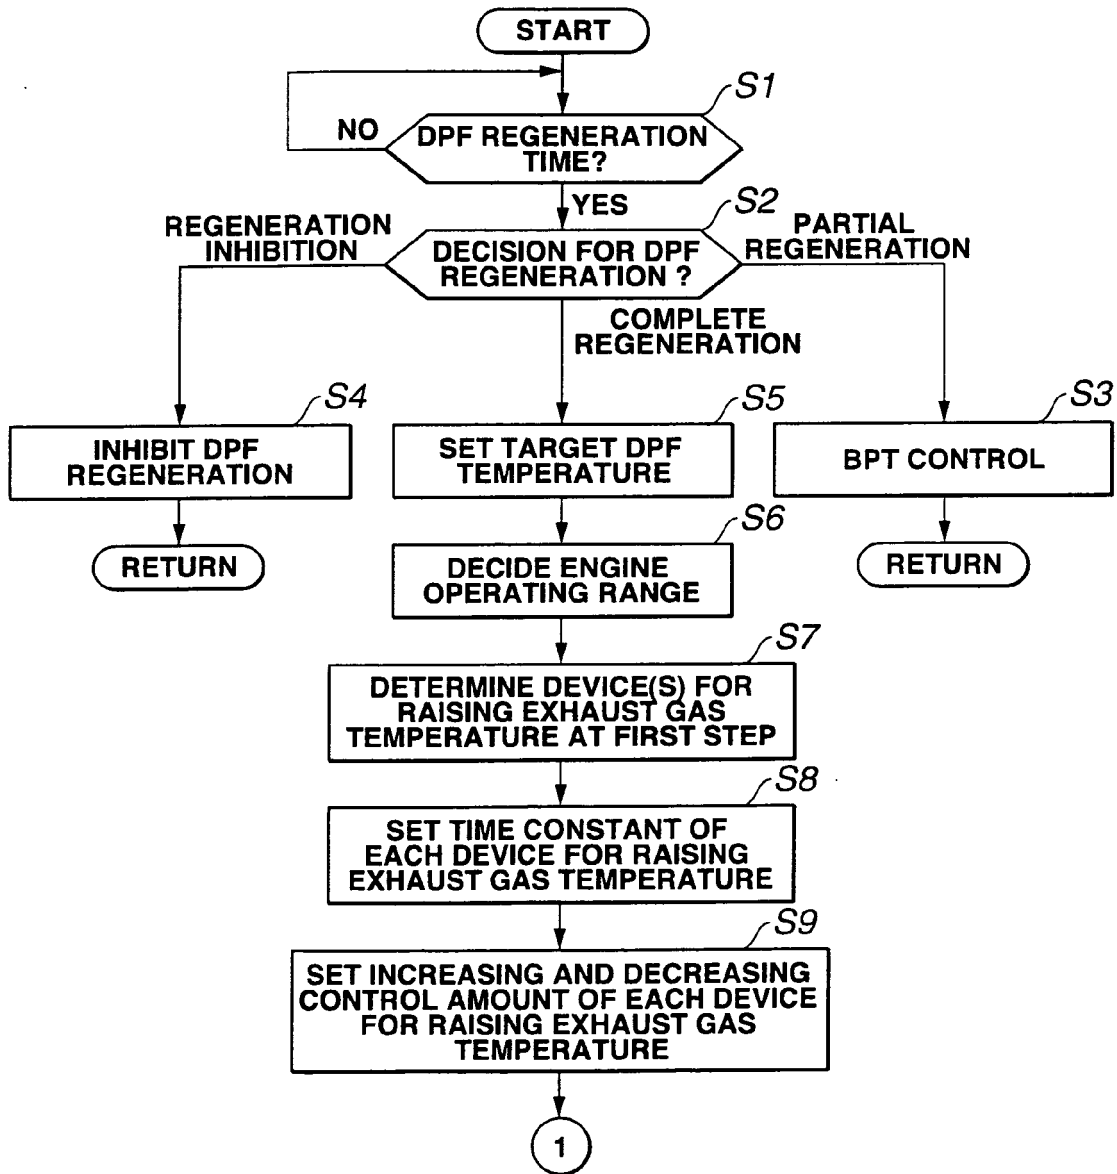 START
S1
NO
DPF REGENERATION
TIME?
YES
S2
REGENERATION
INHIBITION
PARTIAL
REGENERATION
DECISION FOR DPF
REGENERATION ?
COMPLETE
REGENERATION
S4
INHIBIT DPF
REGENERATION
S5
SET TARGET DPF
TEMPERATURE
S3
BPT CONTROL
RETURN
S6
DECIDE ENGINE
OPERATING RANGE
RETURN
S7
DETERMINE DEVICE(S) FOR
RAISING EXHAUST GAS
TEMPERATURE AT FIRST STEP
S8
SET TIME CONSTANT OF
EACH DEVICE FOR RAISING
EXHAUST GAS TEMPERATURE
S9
SET INCREASING AND DECREASING
CONTROL AMOUNT OF EACH DEVICE
FOR RAISING EXHAUST GAS
TEMPERATURE
1